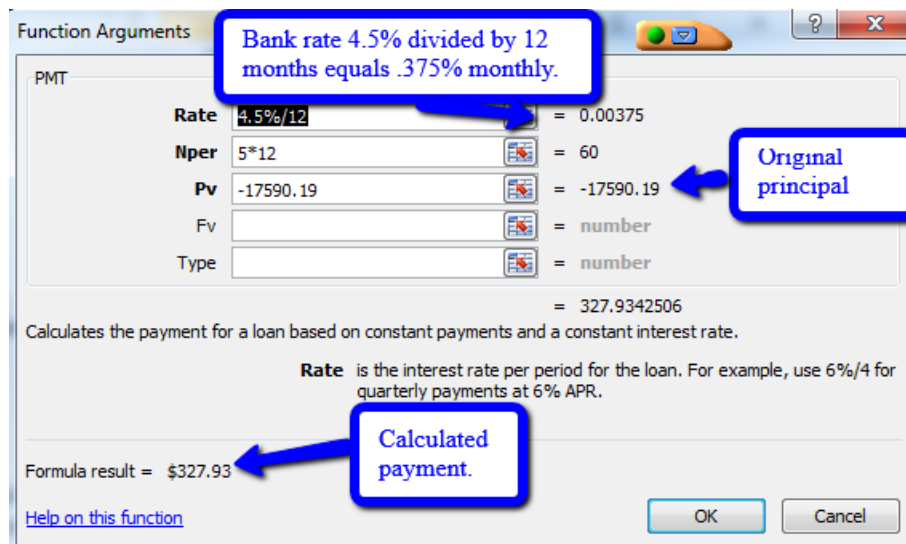 Function Arguments
Bank rate 4.5% divided by 12
months equals .375% monthly.
?
X
PMT
Rate 4.5%/12 = 0.00375
Nper 5*12 = 60
Original
principal
Pv -17590.19 = -17590.19
Fv = number
Type = number
= 327.9342506
Calculates the payment for a loan based on constant payments and a constant interest rate.
Rate is the interest rate per period for the loan. For example, use 6%/4 for
quarterly payments at 6% APR.
Calculated
payment.
Formula result = $327.93
Help on this function
OK Cancel